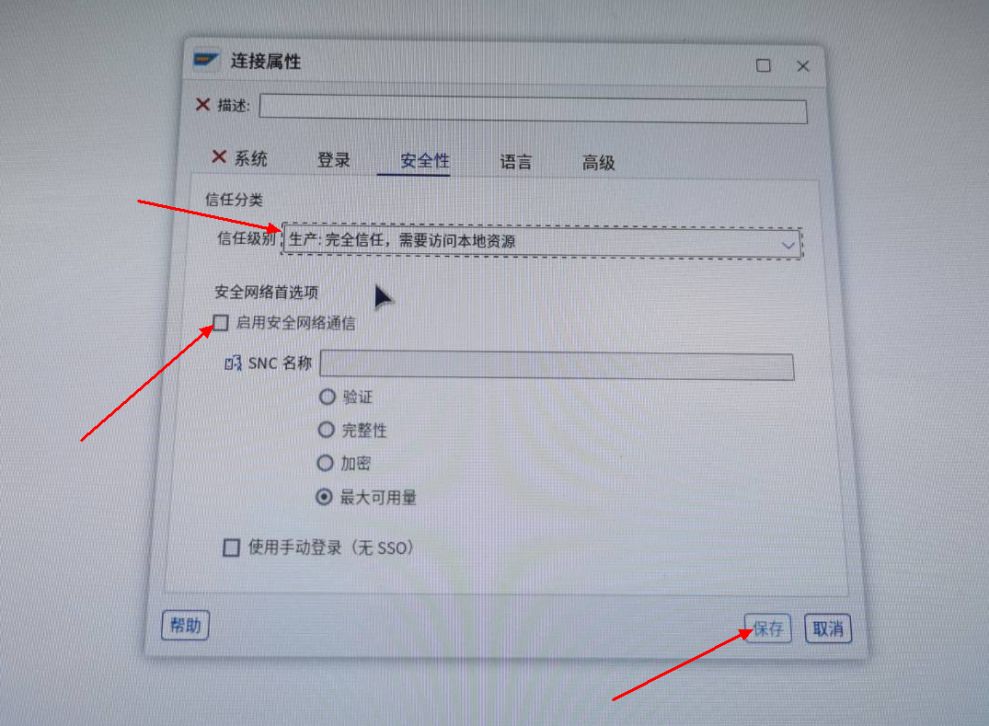 连接属性
描述:
系统 登录 安全性 语言 高级
信任分类
信任级别 生产: 完全信任，需要访问本地资源
安全网络首选项
启用安全网络通信
SNC 名称
验证
完整性
加密
最大可用量
使用手动登录（无 SSO）
帮助 保存 取消